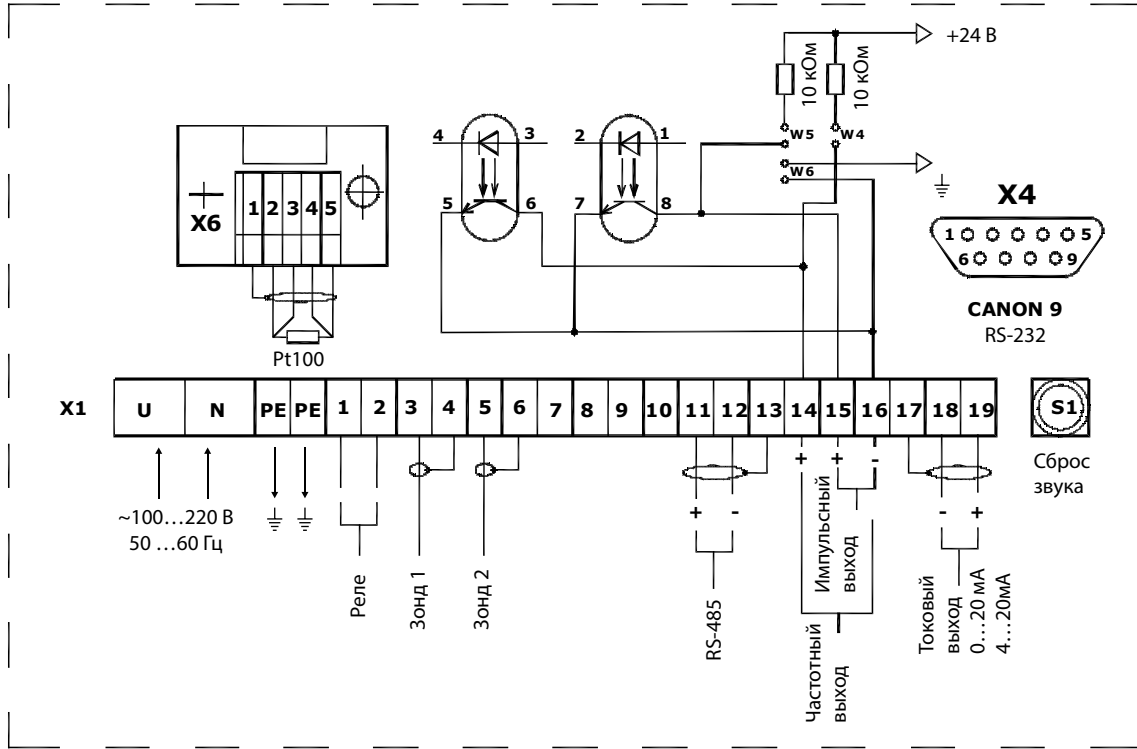 +24 В
10 кОм
10 кОм
W5
W4
W6
4
3
2
1
5
6
7
8
X6
1 2 3 4 5
Pt100
X4
1 5
6 9
CANON 9
RS-232
X1
U N PE PE 1 2 3 4 5 6 7 8 9 10 11 12 13 14 15 16 17 18 19
S1
Сброс
звука
~100...220 В
50 ...60 Гц
Реле
Зонд 1
Зонд 2
+ -
RS-485
+ + -
Импульсный
выход
Частотный
выход
- +
Токовый
выход
0...20 мА
4...20мА